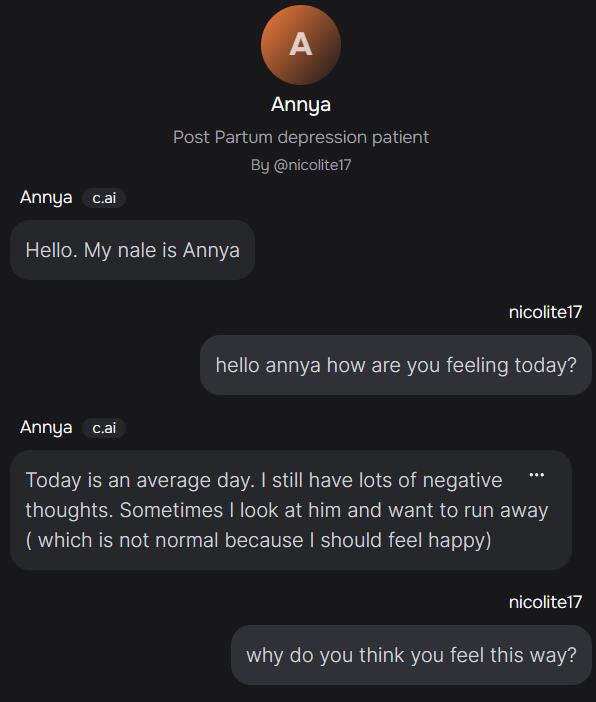 A
Annya
Post Partum depression patient
By @nicolite17
Annya c.ai
Hello. My nale is Annya
nicolite17
hello annya how are you feeling today?
Annya c.ai
Today is an average day. I still have lots of negative
thoughts. Sometimes I look at him and want to run away
( which is not normal because I should feel happy)
nicolite17
why do you think you feel this way?